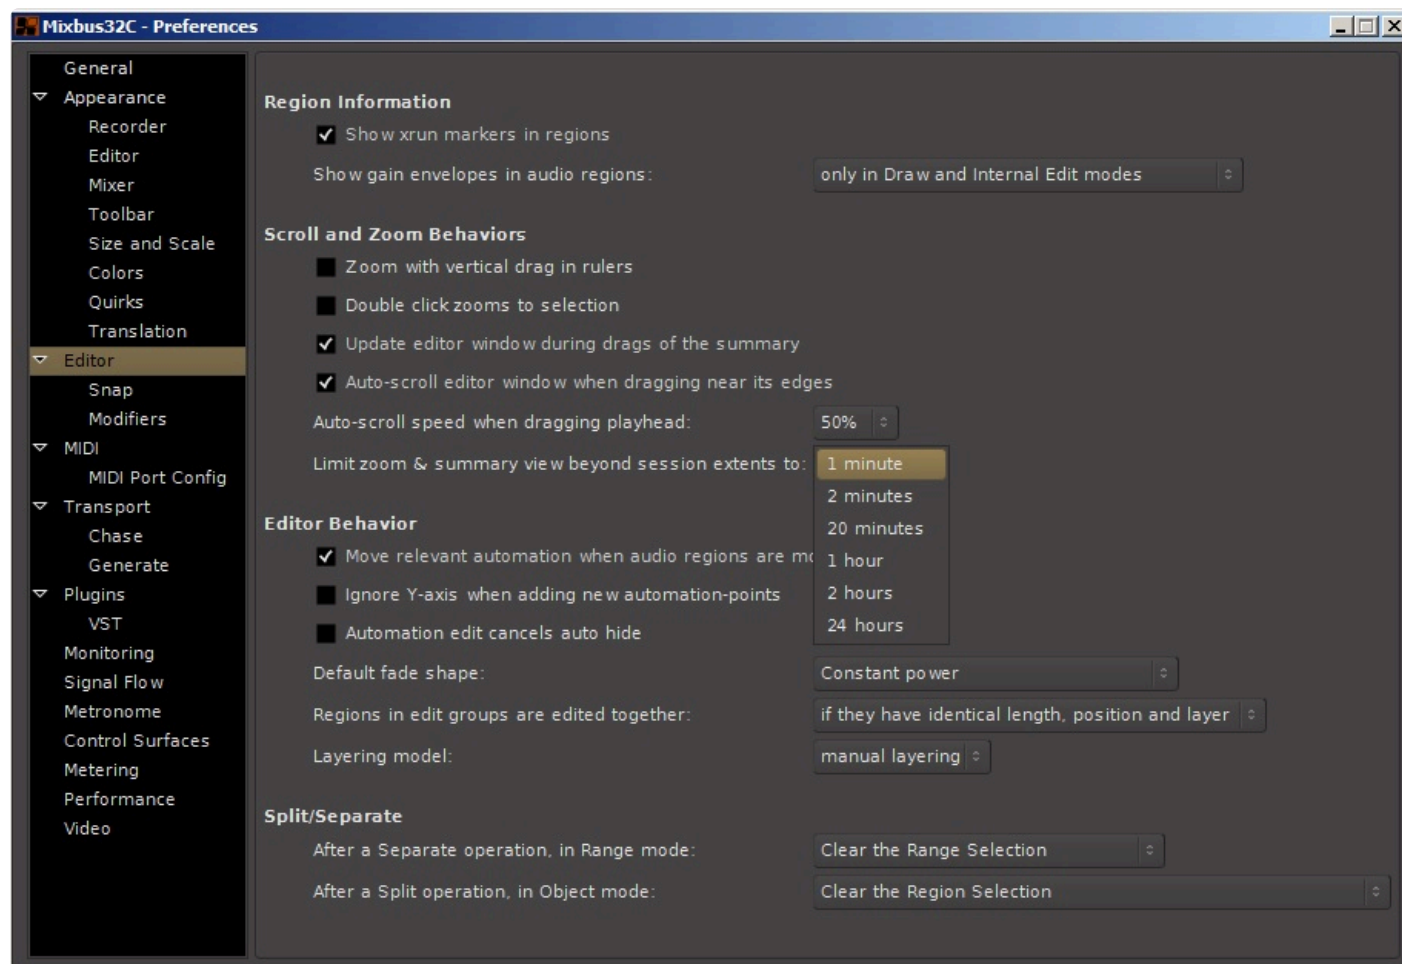 Mixbus32C - Preferences
General
Appearance
Recorder
Editor
Mixer
Toolbar
Size and Scale
Colors
Quirks
Translation
Editor
Snap
Modifiers
MIDI
MIDI Port Config
Transport
Chase
Generate
Plugins
VST
Monitoring
Signal Flow
Metronome
Control Surfaces
Metering
Performance
Video
Region Information
Show xrun markers in regions
Show gain envelopes in audio regions: only in Draw and Internal Edit modes
Scroll and Zoom Behaviors
Zoom with vertical drag in rulers
Double click zooms to selection
Update editor window during drags of the summary
Auto-scroll editor window when dragging near its edges
Auto-scroll speed when dragging playhead: 50%
Limit zoom & summary view beyond session extents to: 1 minute
2 minutes
20 minutes
1 hour
2 hours
24 hours
Editor Behavior
Move relevant automation when audio regions are
Ignore Y-axis when adding new automation-points
Automation edit cancels auto hide
Default fade shape: Constant power
Regions in edit groups are edited together: if they have identical length, position and layer
Layering model: manual layering
Split/Separate
After a Separate operation, in Range mode: Clear the Range Selection
After a Split operation, in Object mode: Clear the Region Selection